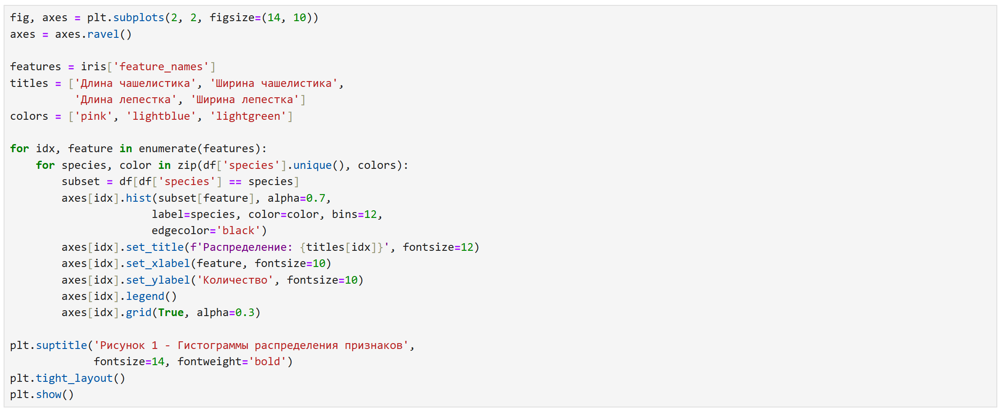 fig, axes = plt.subplots(2, 2, figsize=(14, 10))
axes = axes.ravel()

features = iris['feature_names']
titles = ['Длина чашелистика', 'Ширина чашелистика',
          'Длина лепестка', 'Ширина лепестка']
colors = ['pink', 'lightblue', 'lightgreen']

for idx, feature in enumerate(features):
    for species, color in zip(df['species'].unique(), colors):
        subset = df[df['species'] == species]
        axes[idx].hist(subset[feature], alpha=0.7,
                      label=species, color=color, bins=12,
                      edgecolor='black')
        axes[idx].set_title(f'Распределение: {titles[idx]}', fontsize=12)
        axes[idx].set_xlabel(feature, fontsize=10)
        axes[idx].set_ylabel('Количество', fontsize=10)
        axes[idx].legend()
        axes[idx].grid(True, alpha=0.3)

plt.suptitle('Рисунок 1 - Гистограммы распределения признаков',
             fontsize=14, fontweight='bold')
plt.tight_layout()
plt.show()